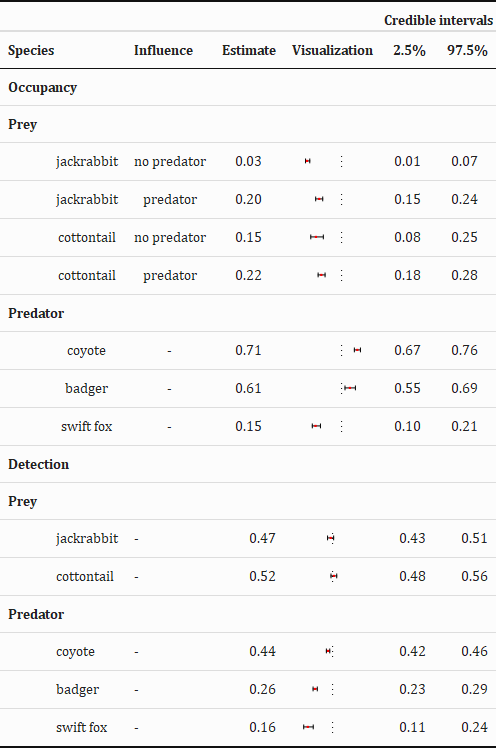 Credible intervals
Species Influence Estimate Visualization 2.5% 97.5%
Occupancy
Prey
jackrabbit no predator 0.03 0.01 0.07
jackrabbit predator 0.20 0.15 0.24
cottontail no predator 0.15 0.08 0.25
cottontail predator 0.22 0.18 0.28
Predator
coyote - 0.71 0.67 0.76
badger - 0.61 0.55 0.69
swift fox - 0.15 0.10 0.21
Detection
Prey
jackrabbit - 0.47 0.43 0.51
cottontail - 0.52 0.48 0.56
Predator
coyote - 0.44 0.42 0.46
badger - 0.26 0.23 0.29
swift fox - 0.16 0.11 0.24